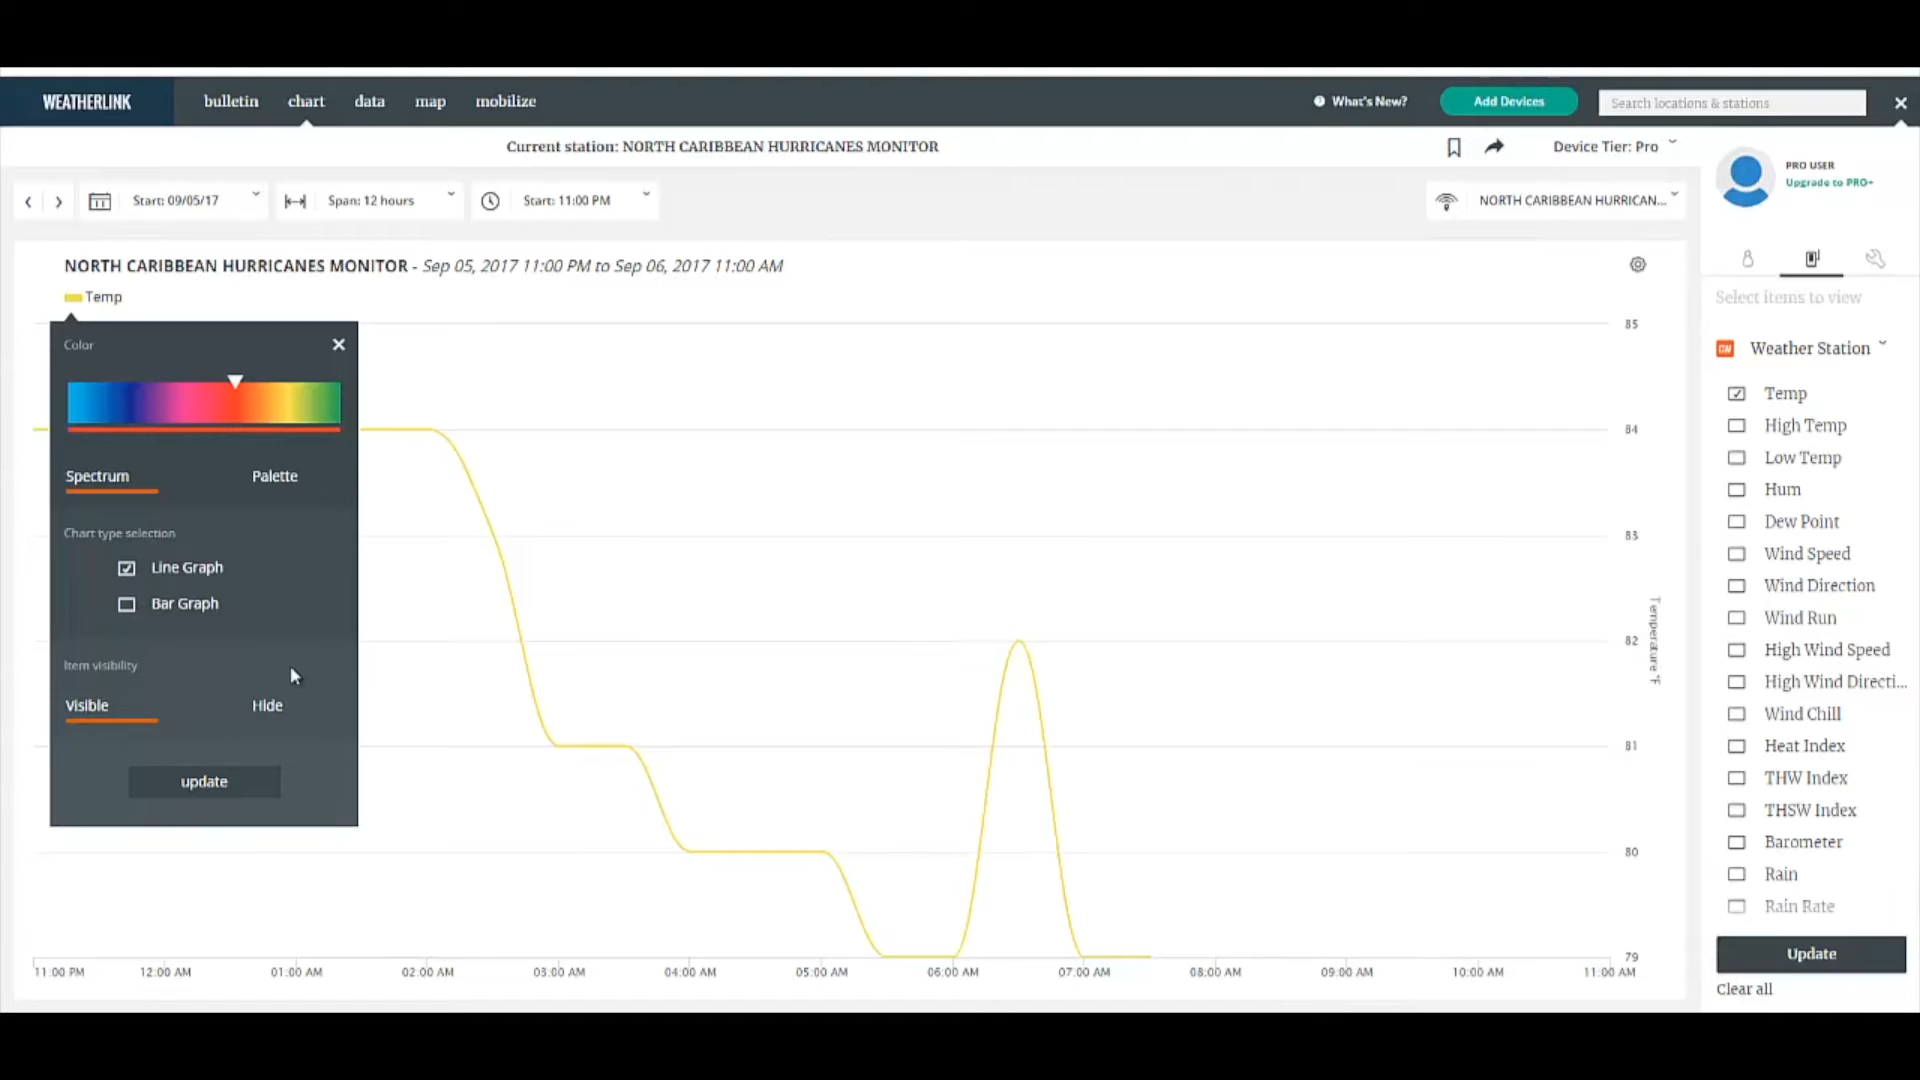 WEATHERLINK bulletin chart data map mobilize What's New? Add Devices Search locations & stations
Current station: NORTH CARIBBEAN HURRICANES MONITOR Device Tier: Pro
PRO USER
Upgrade to PRO+
Start: 09/05/17 Span: 12 hours Start: 11:00 PM NORTH CARIBBEAN HURRICAN...
NORTH CARIBBEAN HURRICANES MONITOR - Sep 05, 2017 11:00 PM to Sep 06, 2017 11:00 AM
Temp
Color
Spectrum Palette
Chart type selection
Line Graph
Bar Graph
Item visibility
Visible Hide
update
85
84
83
82
81
80
79
Temperature °F
11:00 PM 12:00 AM 01:00 AM 02:00 AM 03:00 AM 04:00 AM 05:00 AM 06:00 AM 07:00 AM 08:00 AM 09:00 AM 10:00 AM 11:00 AM
Select items to view
Weather Station
Temp
High Temp
Low Temp
Hum
Dew Point
Wind Speed
Wind Direction
Wind Run
High Wind Speed
High Wind Directi...
Wind Chill
Heat Index
THW Index
THSW Index
Barometer
Rain
Rain Rate
Update
Clear all